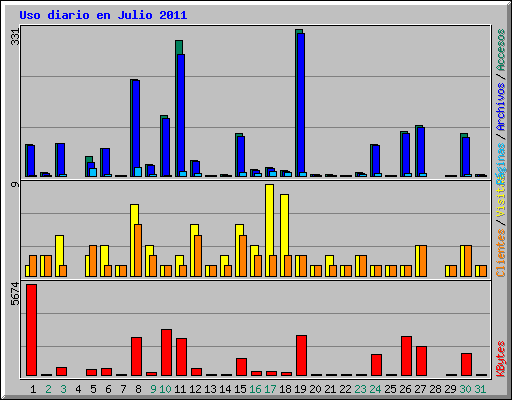 Uso diario en Julio 2011
331
9
5674
Clientes / Visitas
Páginas / Archivos / Accesos
KBytes
1 2 3 4 5 6 7 8 9 10 11 12 13 14 15 16 17 18 19 20 21 22 23 24 25 26 27 28 29 30 31